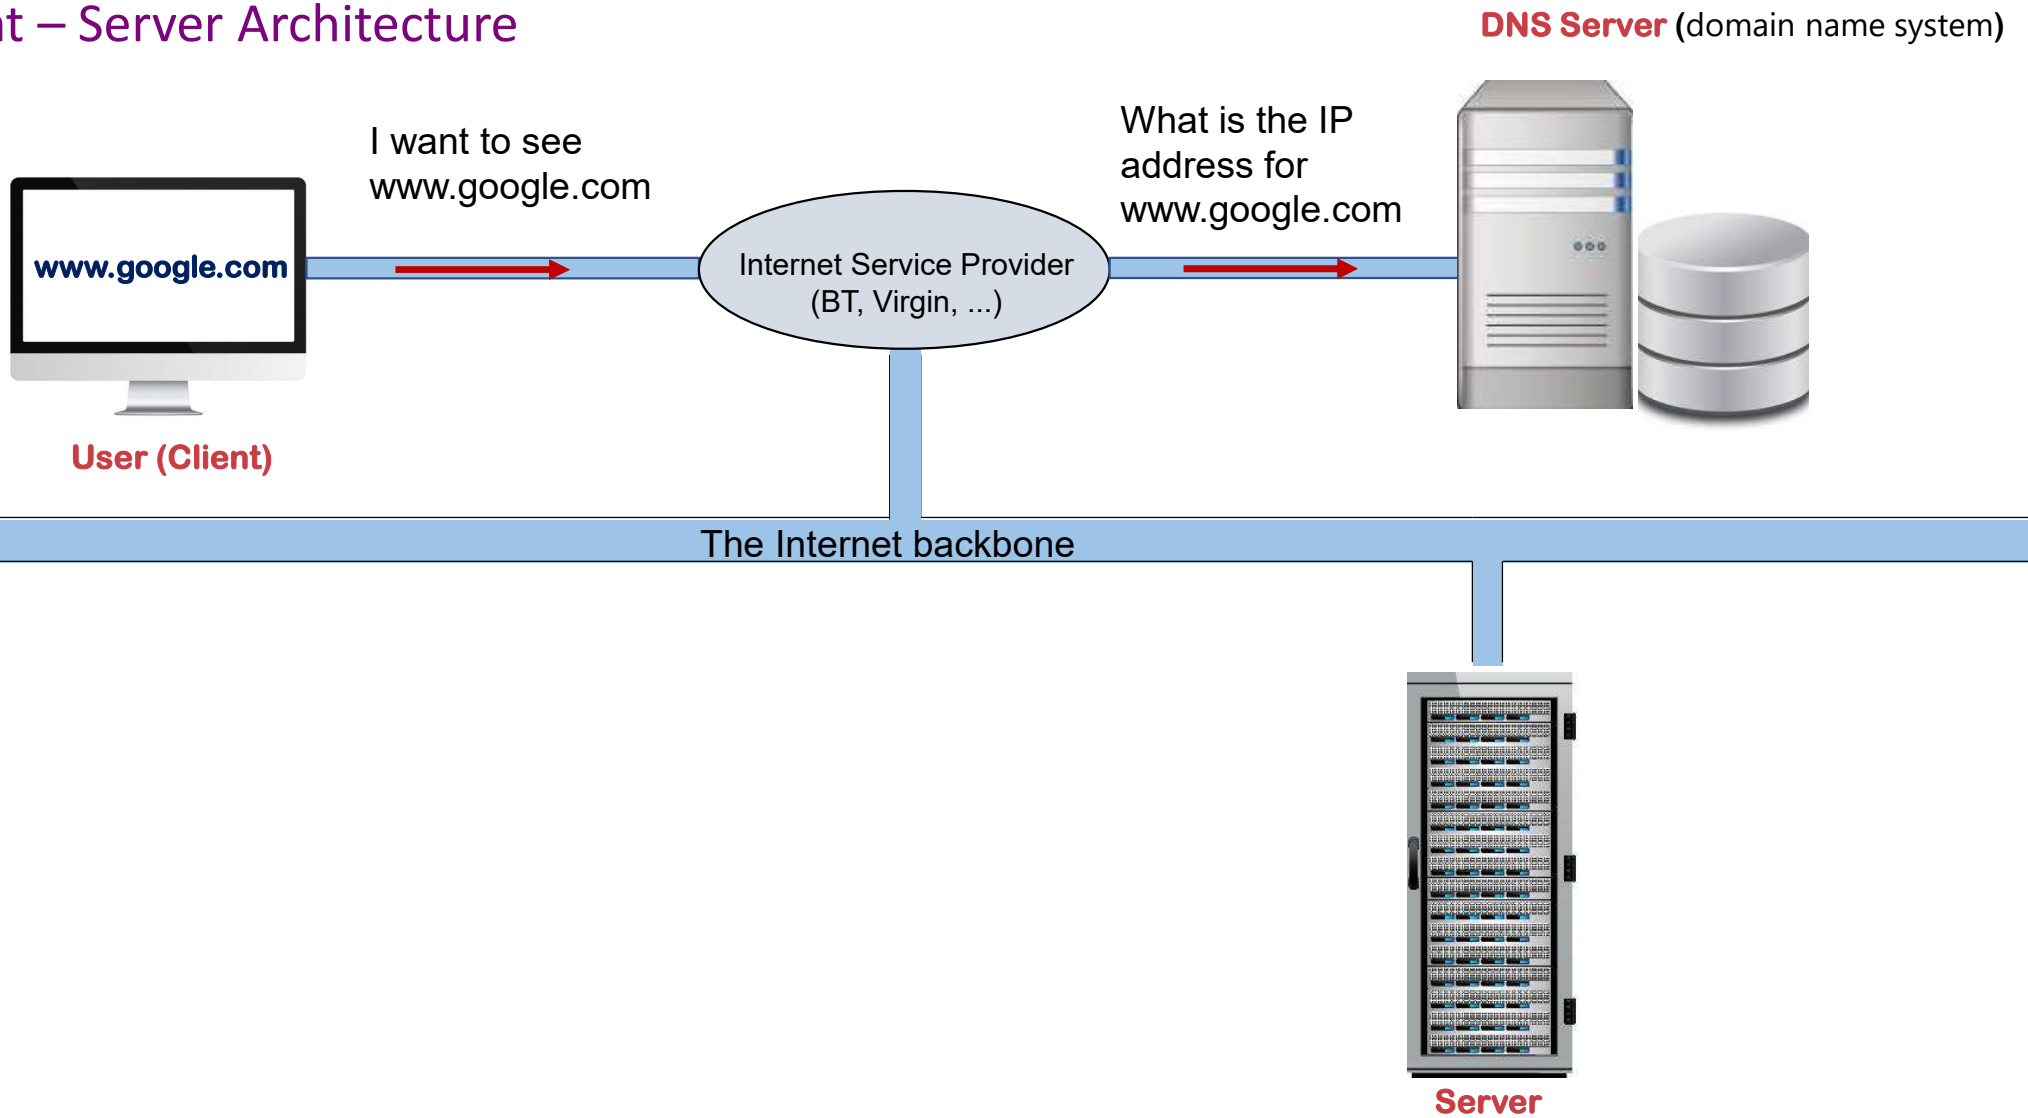 t – Server Architecture
DNS Server (domain name system)
I want to see
www.google.com
What is the IP
address for
www.google.com
www.google.com
Internet Service Provider
(BT, Virgin, ...)
User (Client)
The Internet backbone
Server